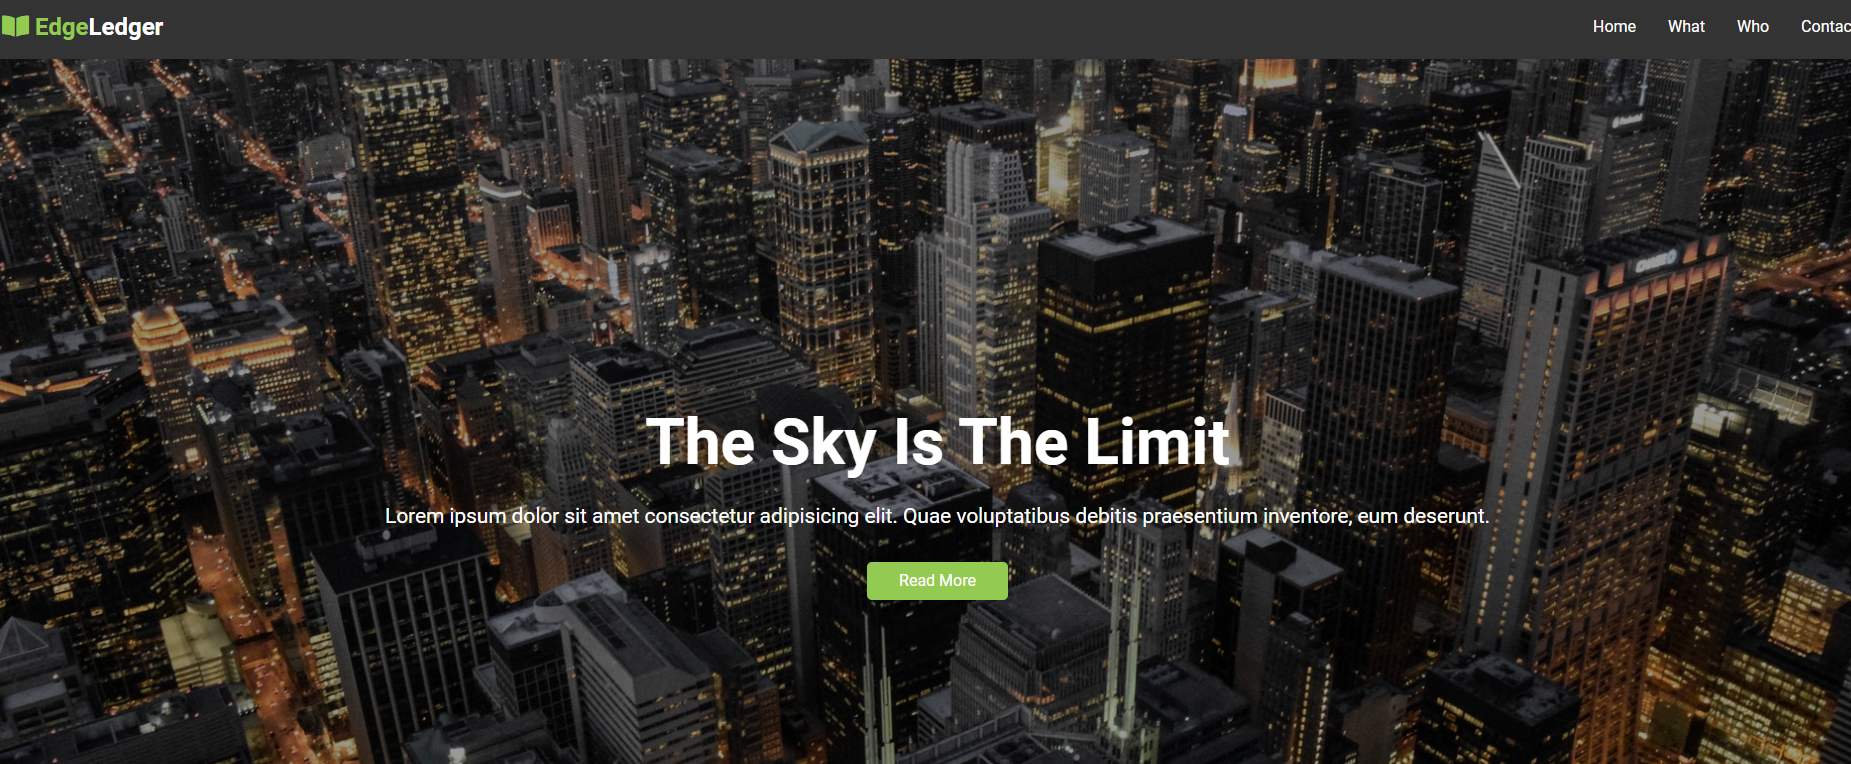 EdgeLedger
Home What Who Contac
The Sky Is The Limit
Lorem ipsum dolor sit amet consectetur adipisicing elit. Quae voluptatibus debitis praesentium inventore, eum deserunt.
Read More